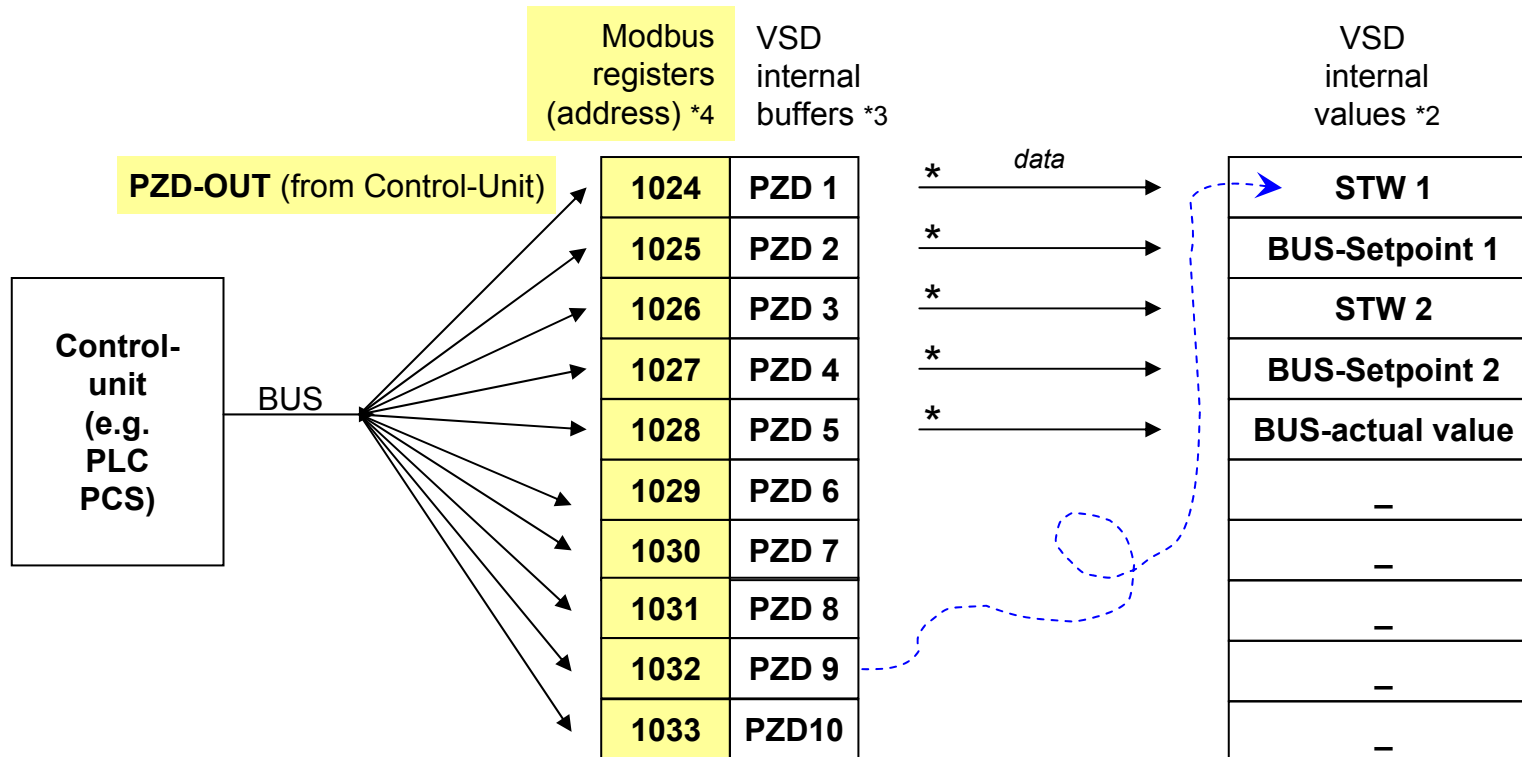 Modbus
registers
(address) *4
VSD
internal
buffers *3
VSD
internal
values *2
PZD-OUT (from Control-Unit)
data
Control-
unit
(e.g.
PLC
PCS)
BUS
1024 PZD 1 * STW 1
1025 PZD 2 * BUS-Setpoint 1
1026 PZD 3 * STW 2
1027 PZD 4 * BUS-Setpoint 2
1028 PZD 5 * BUS-actual value
1029 PZD 6 –
1030 PZD 7 –
1031 PZD 8 –
1032 PZD 9 –
1033 PZD10 –